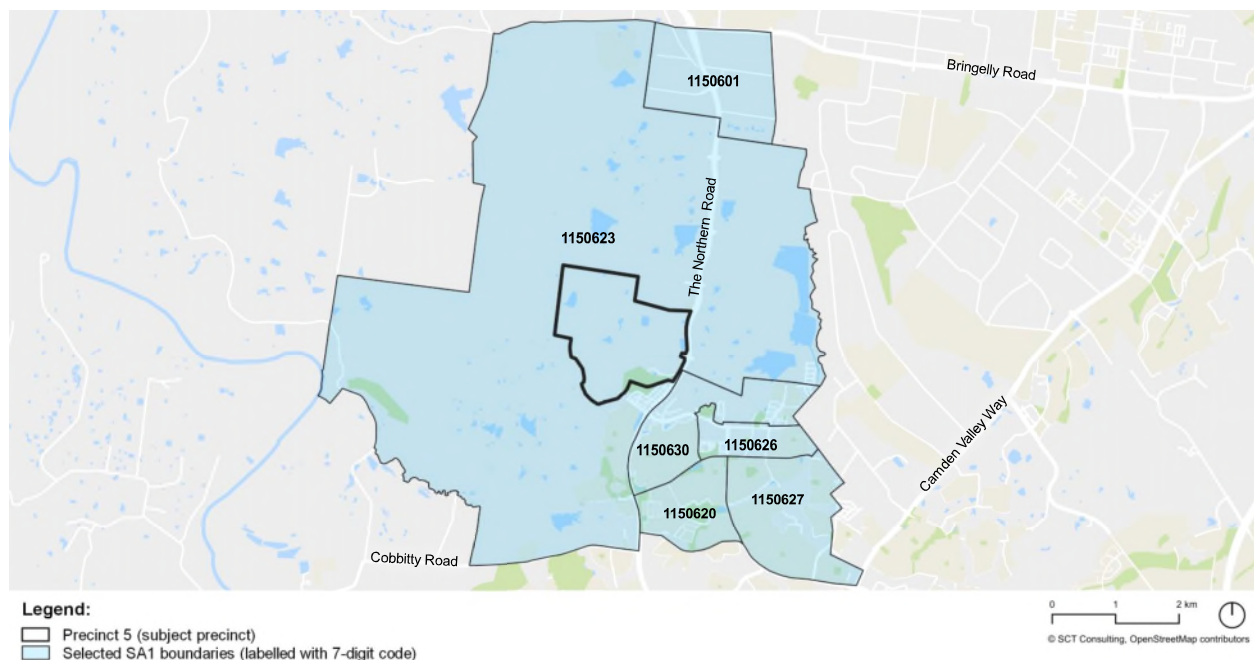 1150601
Bringelly Road
The Northern Road
1150623
1150630
1150626
1150627
1150620
Camden Valley Way
Cobbitty Road
Legend:
Precinct 5 (subject precinct)
Selected SA1 boundaries (labelled with 7-digit code)
0 1 2 km
© SCT Consulting, OpenStreetMap contributors